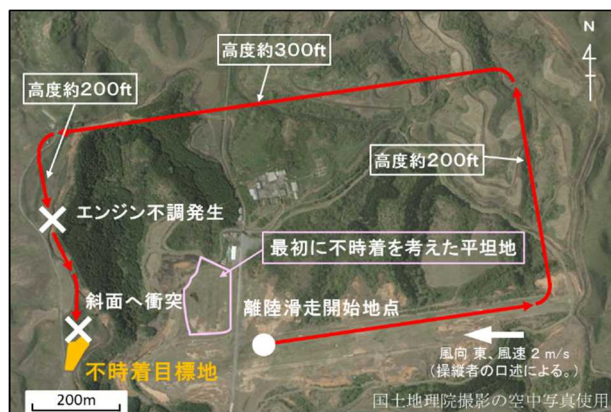 高度約300ft
N
高度約200ft
高度約200ft
エンジン不調発生
最初に不時着を考えた平坦地
斜面へ衝突
離陸滑走開始地点
不時着目標地
風向 東、風速 2 m/s
(操縦者の口述による。)
200m
国土地理院撮影の空中写真使用